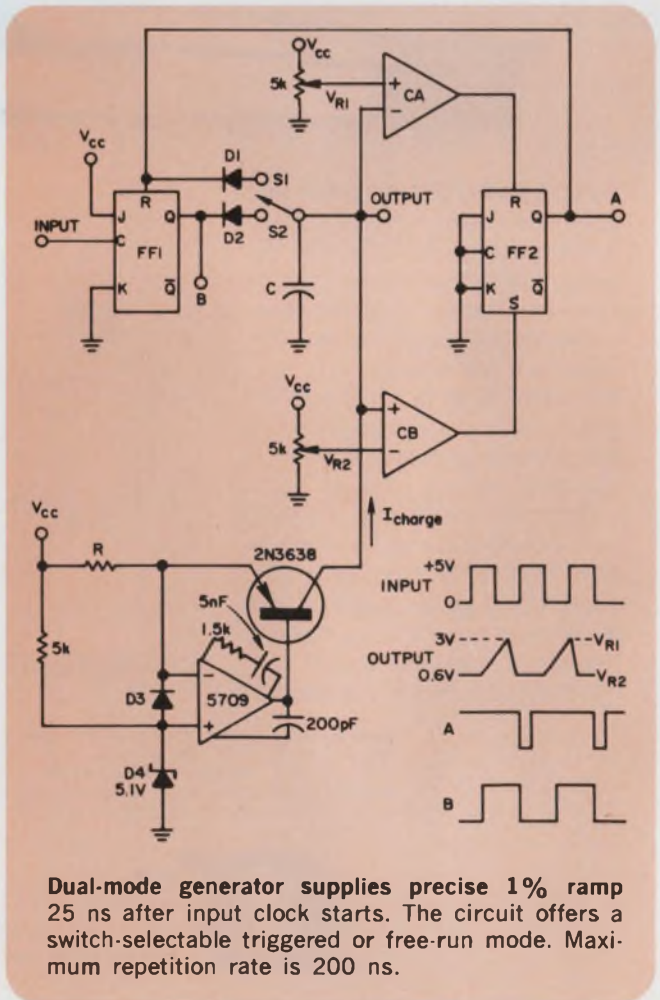 Vcc
5k
VR1
+
-
CA
Vcc
D1
S1
R
J
Q
D2
S2
OUTPUT
R
J
Q
A
INPUT
C
FF1
C
FF2
K
Q̅
B
C
K
Q̅
S
Vcc
5k
VR2
+
-
CB
Vcc
R
2N3638
Icharge
5nF
1.5k
5k
D3
-
5709
+
200pF
D4
5.1V
INPUT
+5V
0
OUTPUT
3V
VR1
0.6V
VR2
A
B
Dual-mode generator supplies precise 1% ramp
25 ns after input clock starts. The circuit offers a
switch-selectable triggered or free-run mode. Maxi-
mum repetition rate is 200 ns.